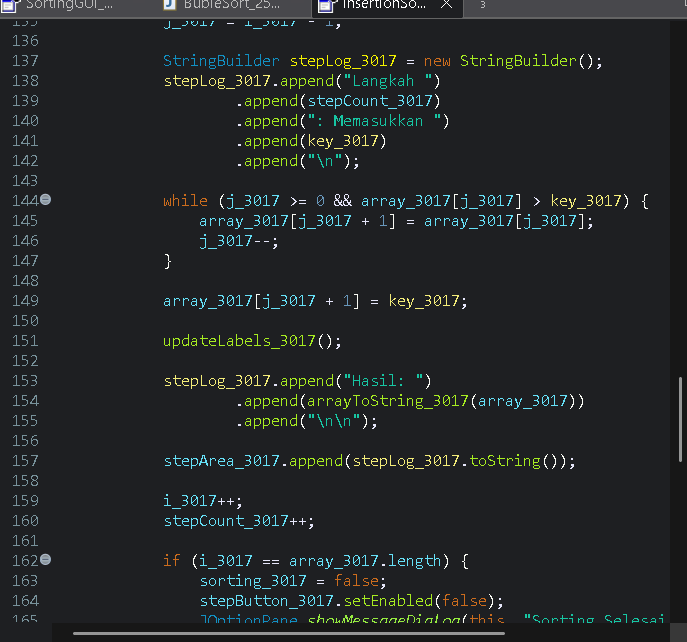 SortingGUI_...
BubleSort_25...
InsertionSo...
3
135 j_3017 = i_3017 - 1;
136
137 StringBuilder stepLog_3017 = new StringBuilder();
138 stepLog_3017.append("Langkah ")
139 .append(stepCount_3017)
140 .append(": Memasukkan ")
141 .append(key_3017)
142 .append("\n");
143
144 while (j_3017 >= 0 && array_3017[j_3017] > key_3017) {
145 array_3017[j_3017 + 1] = array_3017[j_3017];
146 j_3017--;
147 }
148
149 array_3017[j_3017 + 1] = key_3017;
150
151 updateLabels_3017();
152
153 stepLog_3017.append("Hasil: ")
154 .append(arrayToString_3017(array_3017))
155 .append("\n\n");
156
157 stepArea_3017.append(stepLog_3017.toString());
158
159 i_3017++;
160 stepCount_3017++;
161
162 if (i_3017 == array_3017.length) {
163 sorting_3017 = false;
164 stepButton_3017.setEnabled(false);
165 JOptionPane.showMessageDialog(this, "Sorting Selesai